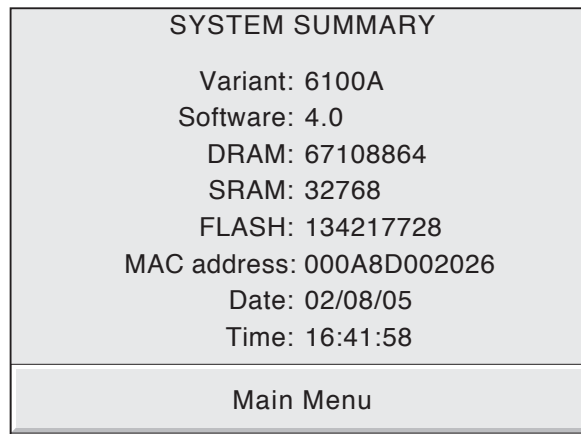 SYSTEM SUMMARY
Variant: 6100A
Software: 4.0
DRAM: 67108864
SRAM: 32768
FLASH: 134217728
MAC address: 000A8D002026
Date: 02/08/05
Time: 16:41:58
Main Menu